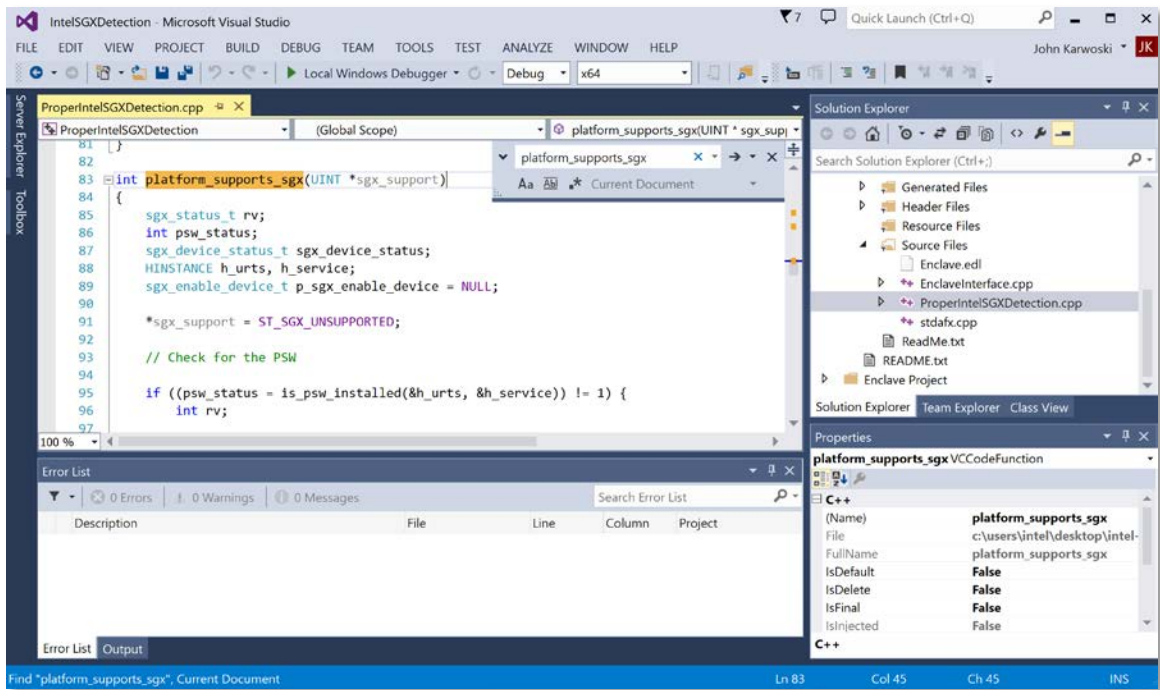 IntelSGXDetection - Microsoft Visual Studio
7
Quick Launch (Ctrl+Q)
FILE EDIT VIEW PROJECT BUILD DEBUG TEAM TOOLS TEST ANALYZE WINDOW HELP
John Karwoski JK
Local Windows Debugger Debug x64
Server Explorer
Toolbox
ProperIntelSGXDetection.cpp
ProperIntelSGXDetection (Global Scope) platform_supports_sgx(UINT * sgx_supp
platform_supports_sgx
Aa Abl .* Current Document
81 }
82
83 int platform_supports_sgx(UINT *sgx_support)
84 {
85 sgx_status_t rv;
86 int psw_status;
87 sgx_device_status_t sgx_device_status;
88 HINSTANCE h_urts, h_service;
89 sgx_enable_device_t p_sgx_enable_device = NULL;
90
91 *sgx_support = ST_SGX_UNSUPPORTED;
92
93 // Check for the PSW
94
95 if ((psw_status = is_psw_installed(&h_urts, &h_service)) != 1) {
96 int rv;
97
100 %
Error List
0 Errors 0 Warnings 0 Messages
Search Error List
Description File Line Column Project
Error List Output
Solution Explorer
Search Solution Explorer (Ctrl+;)
Generated Files
Header Files
Resource Files
Source Files
Enclave.edl
EnclaveInterface.cpp
ProperIntelSGXDetection.cpp
stdafx.cpp
ReadMe.txt
README.txt
Enclave Project
Solution Explorer Team Explorer Class View
Properties
platform_supports_sgx VCCodeFunction
C++
(Name) platform_supports_sgx
File c:\users\intel\desktop\intel-
FullName platform_supports_sgx
IsDefault False
IsDelete False
IsFinal False
IsInjected False
C++
Find "platform_supports_sgx", Current Document
Ln 83 Col 45 Ch 45 INS